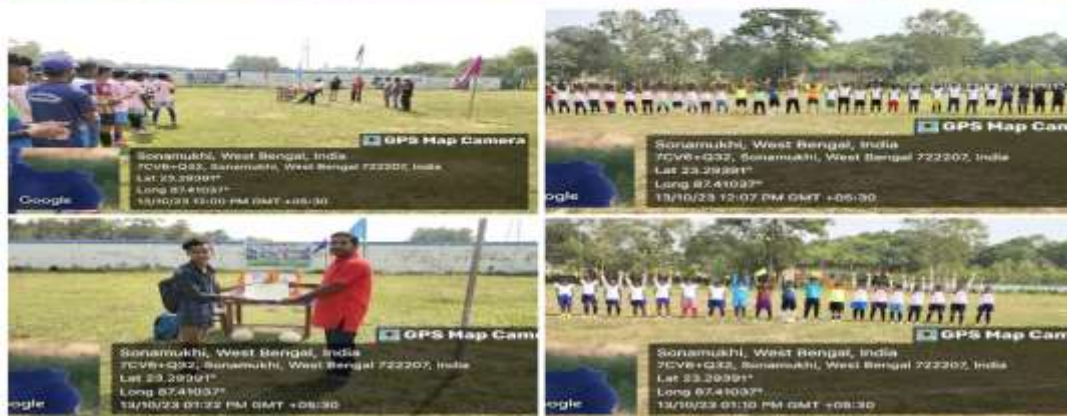 GPS Map Camera
Sonamukhi, West Bengal, India
7CV6+Q32, Sonamukhi, West Bengal 722207, India
Lat 23.29391°
Long 87.41037°
13/10/23 12:00 PM GMT +05:30
Google
GPS Map Cam
Sonamukhi, West Bengal, India
7CV6+Q32, Sonamukhi, West Bengal 722207, India
Lat 23.29391°
Long 87.41037°
13/10/23 12:07 PM GMT +05:30
ogle
GPS Map Came
Sonamukhi, West Bengal, India
7CV6+Q32, Sonamukhi, West Bengal 722207, India
Lat 23.29391°
Long 87.41037°
13/10/23 01:22 PM GMT +05:30
ogle
GPS Map Cam
Sonamukhi, West Bengal, India
7CV6+Q32, Sonamukhi, West Bengal 722207, India
Lat 23.29391°
Long 87.41037°
13/10/23 01:10 PM GMT +05:30
ogle